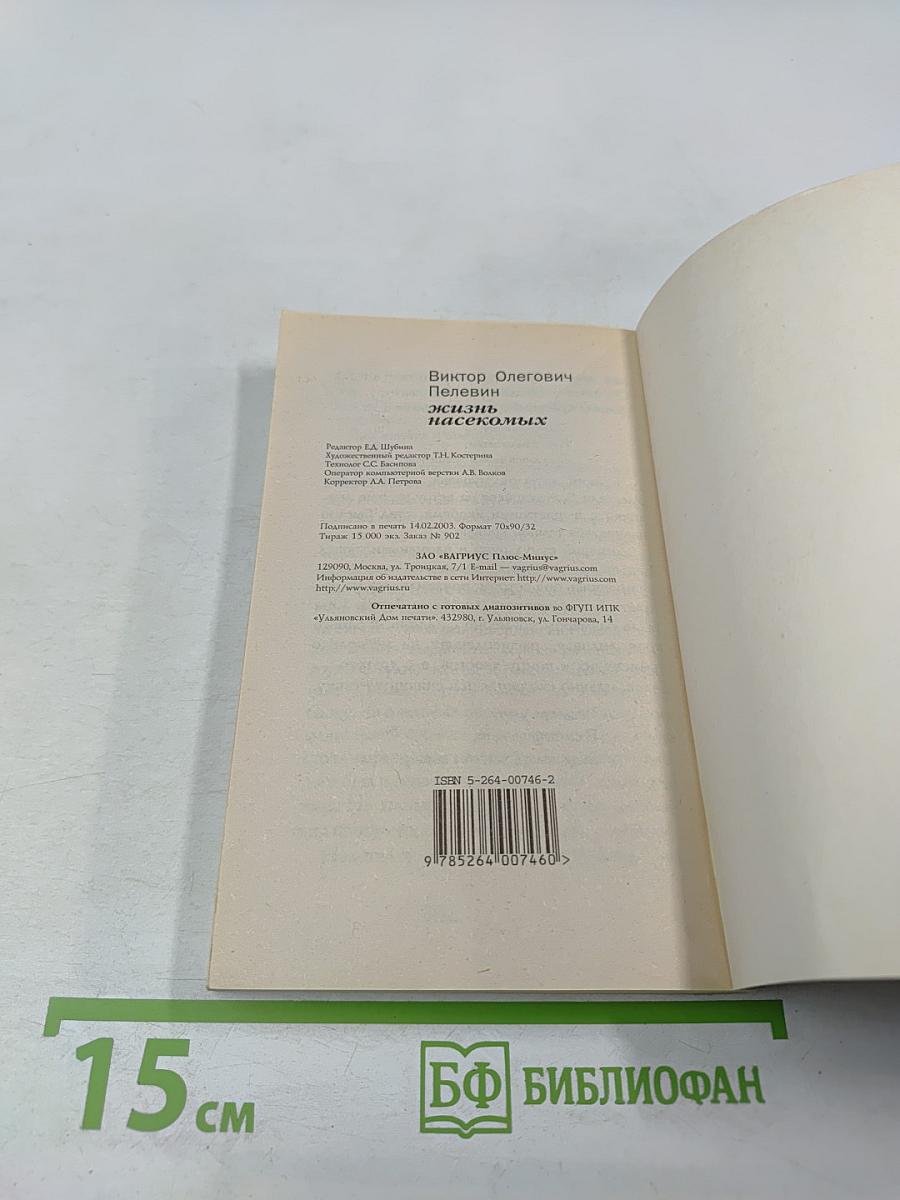 Виктор Олегович
Пелевин
жизнь
насекомых
Редактор Е.Д. Шубина
Художественный редактор Т.Н. Костерина
Технолог С.С. Басипова
Оператор компьютерной верстки А.В. Волков
Корректор Л.А. Петрова
Подписано в печать 14.02.2003. Формат 70х90/32
Тираж 15 000 экз. Заказ № 902
ЗАО «ВАГРИУС Плюс-Минус»
129090, Москва, ул. Троицкая, 7/1 E-mail — vagrius@vagrius.com
Информация об издательстве в сети Интернет: http://www.vagrius.com
http://www.vagrius.ru
Отпечатано с готовых диапозитивов во ФГУП ИПК
«Ульяновский Дом печати». 432980, г. Ульяновск, ул. Гончарова, 14
ISBN 5-264-00746-2
9 785264 007460 >
15 см
БФ БИБЛИОФАН